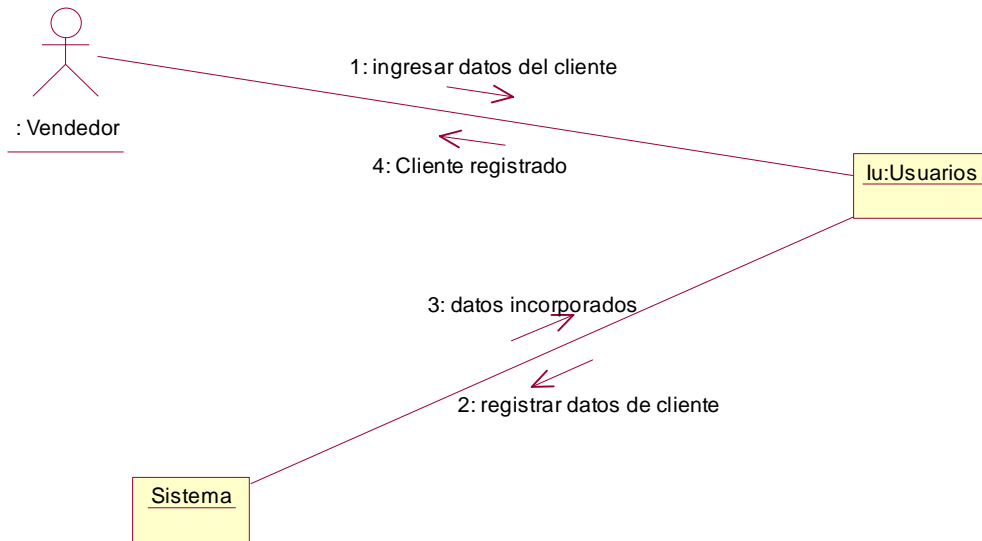 1: ingresar datos del cliente
: Vendedor
4: Cliente registrado
Iu:Usuarios
3: datos incorporados
2: registrar datos de cliente
Sistema